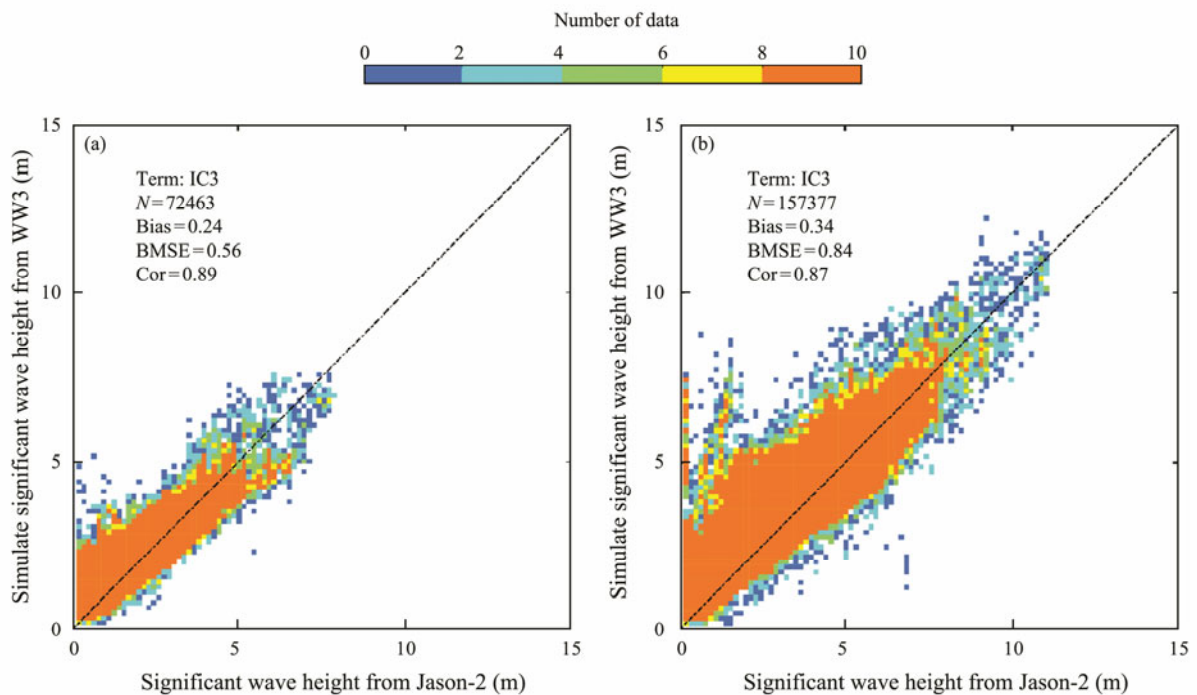 Number of data
0 2 4 6 8 10
(a)
Term: IC3
N=72463
Bias=0.24
BMSE=0.56
Cor=0.89
Simulate significant wave height from WW3 (m)
15
10
5
0
0 5 10 15
Significant wave height from Jason-2 (m)
(b)
Term: IC3
N=157377
Bias=0.34
BMSE=0.84
Cor=0.87
Simulate significant wave height from WW3 (m)
15
10
5
0
0 5 10 15
Significant wave height from Jason-2 (m)